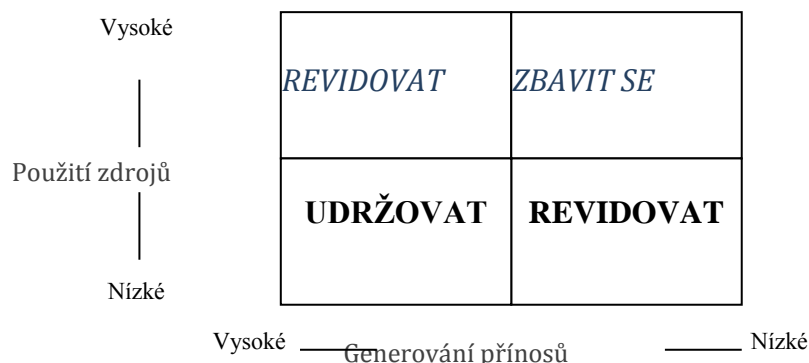 Vysoké
REVIDOVAT ZBAVIT SE
Použití zdrojů
UDRŽOVAT REVIDOVAT
Nízké
Vysoké Generování přínosů Nízké